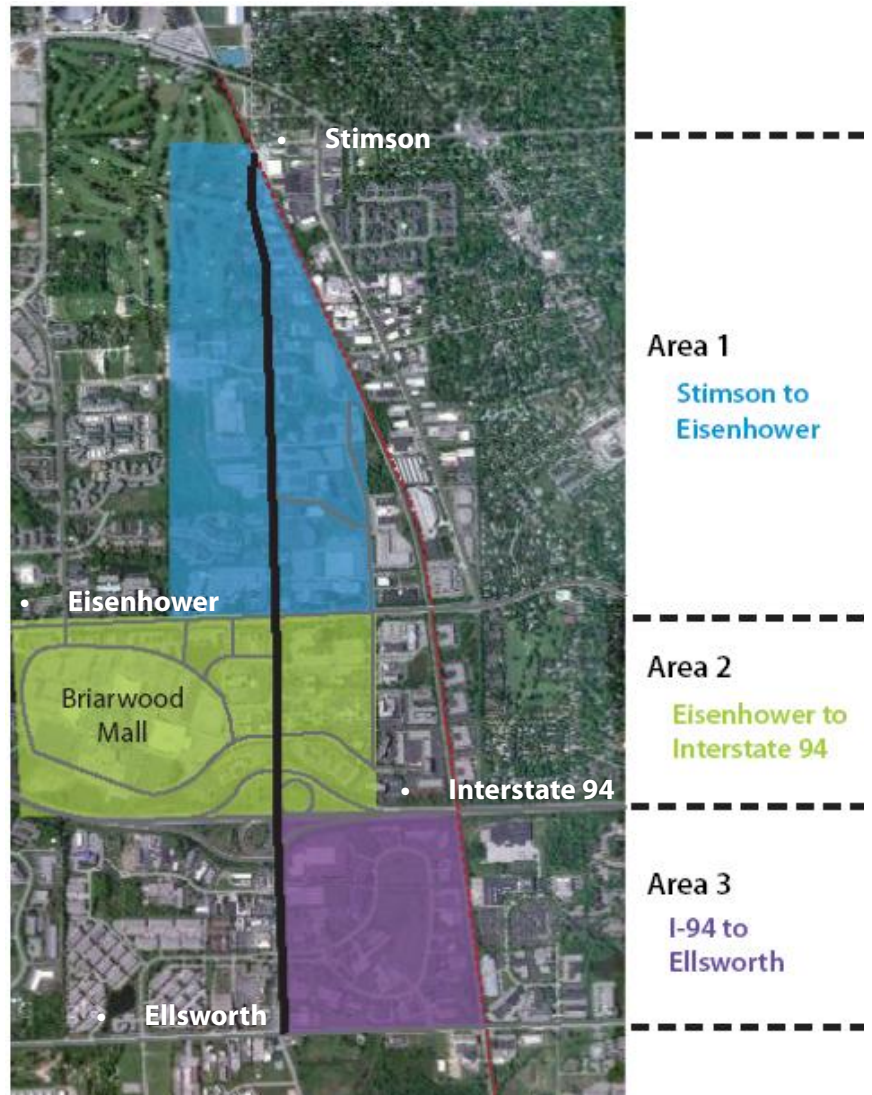 Stimson
Area 1
Stimson to
Eisenhower
Eisenhower
Area 2
Briarwood
Mall
Eisenhower to
Interstate 94
Interstate 94
Area 3
I-94 to
Ellsworth
Ellsworth